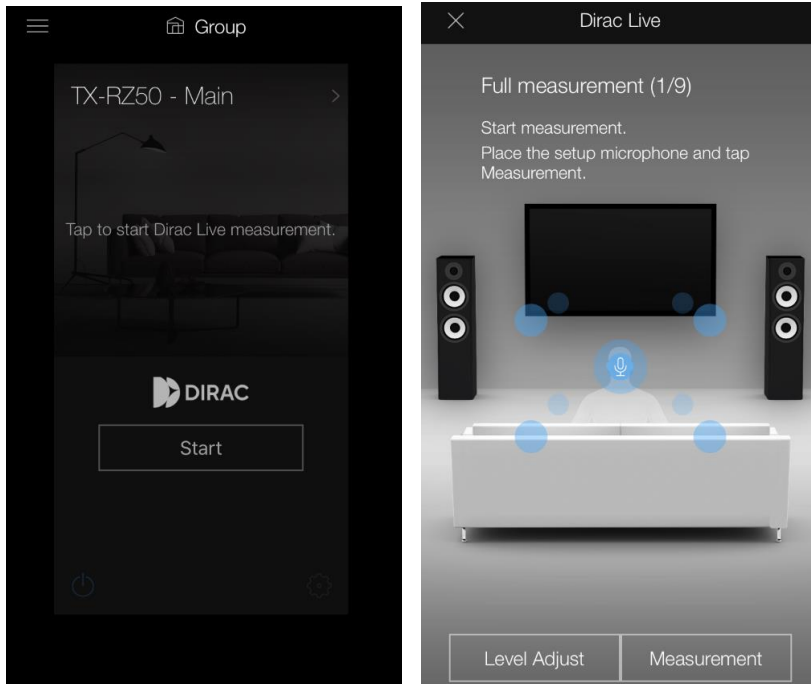 Group
TX-RZ50 - Main
Tap to start Dirac Live measurement.
DIRAC
Start
Dirac Live
Full measurement (1/9)
Start measurement.
Place the setup microphone and tap
Measurement.
Level Adjust
Measurement